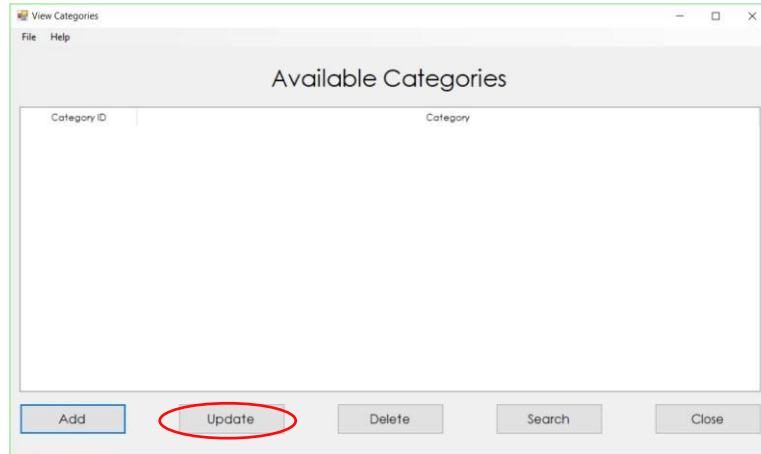 View Categories
File Help
Available Categories
Category ID Category
Add Update Delete Search Close